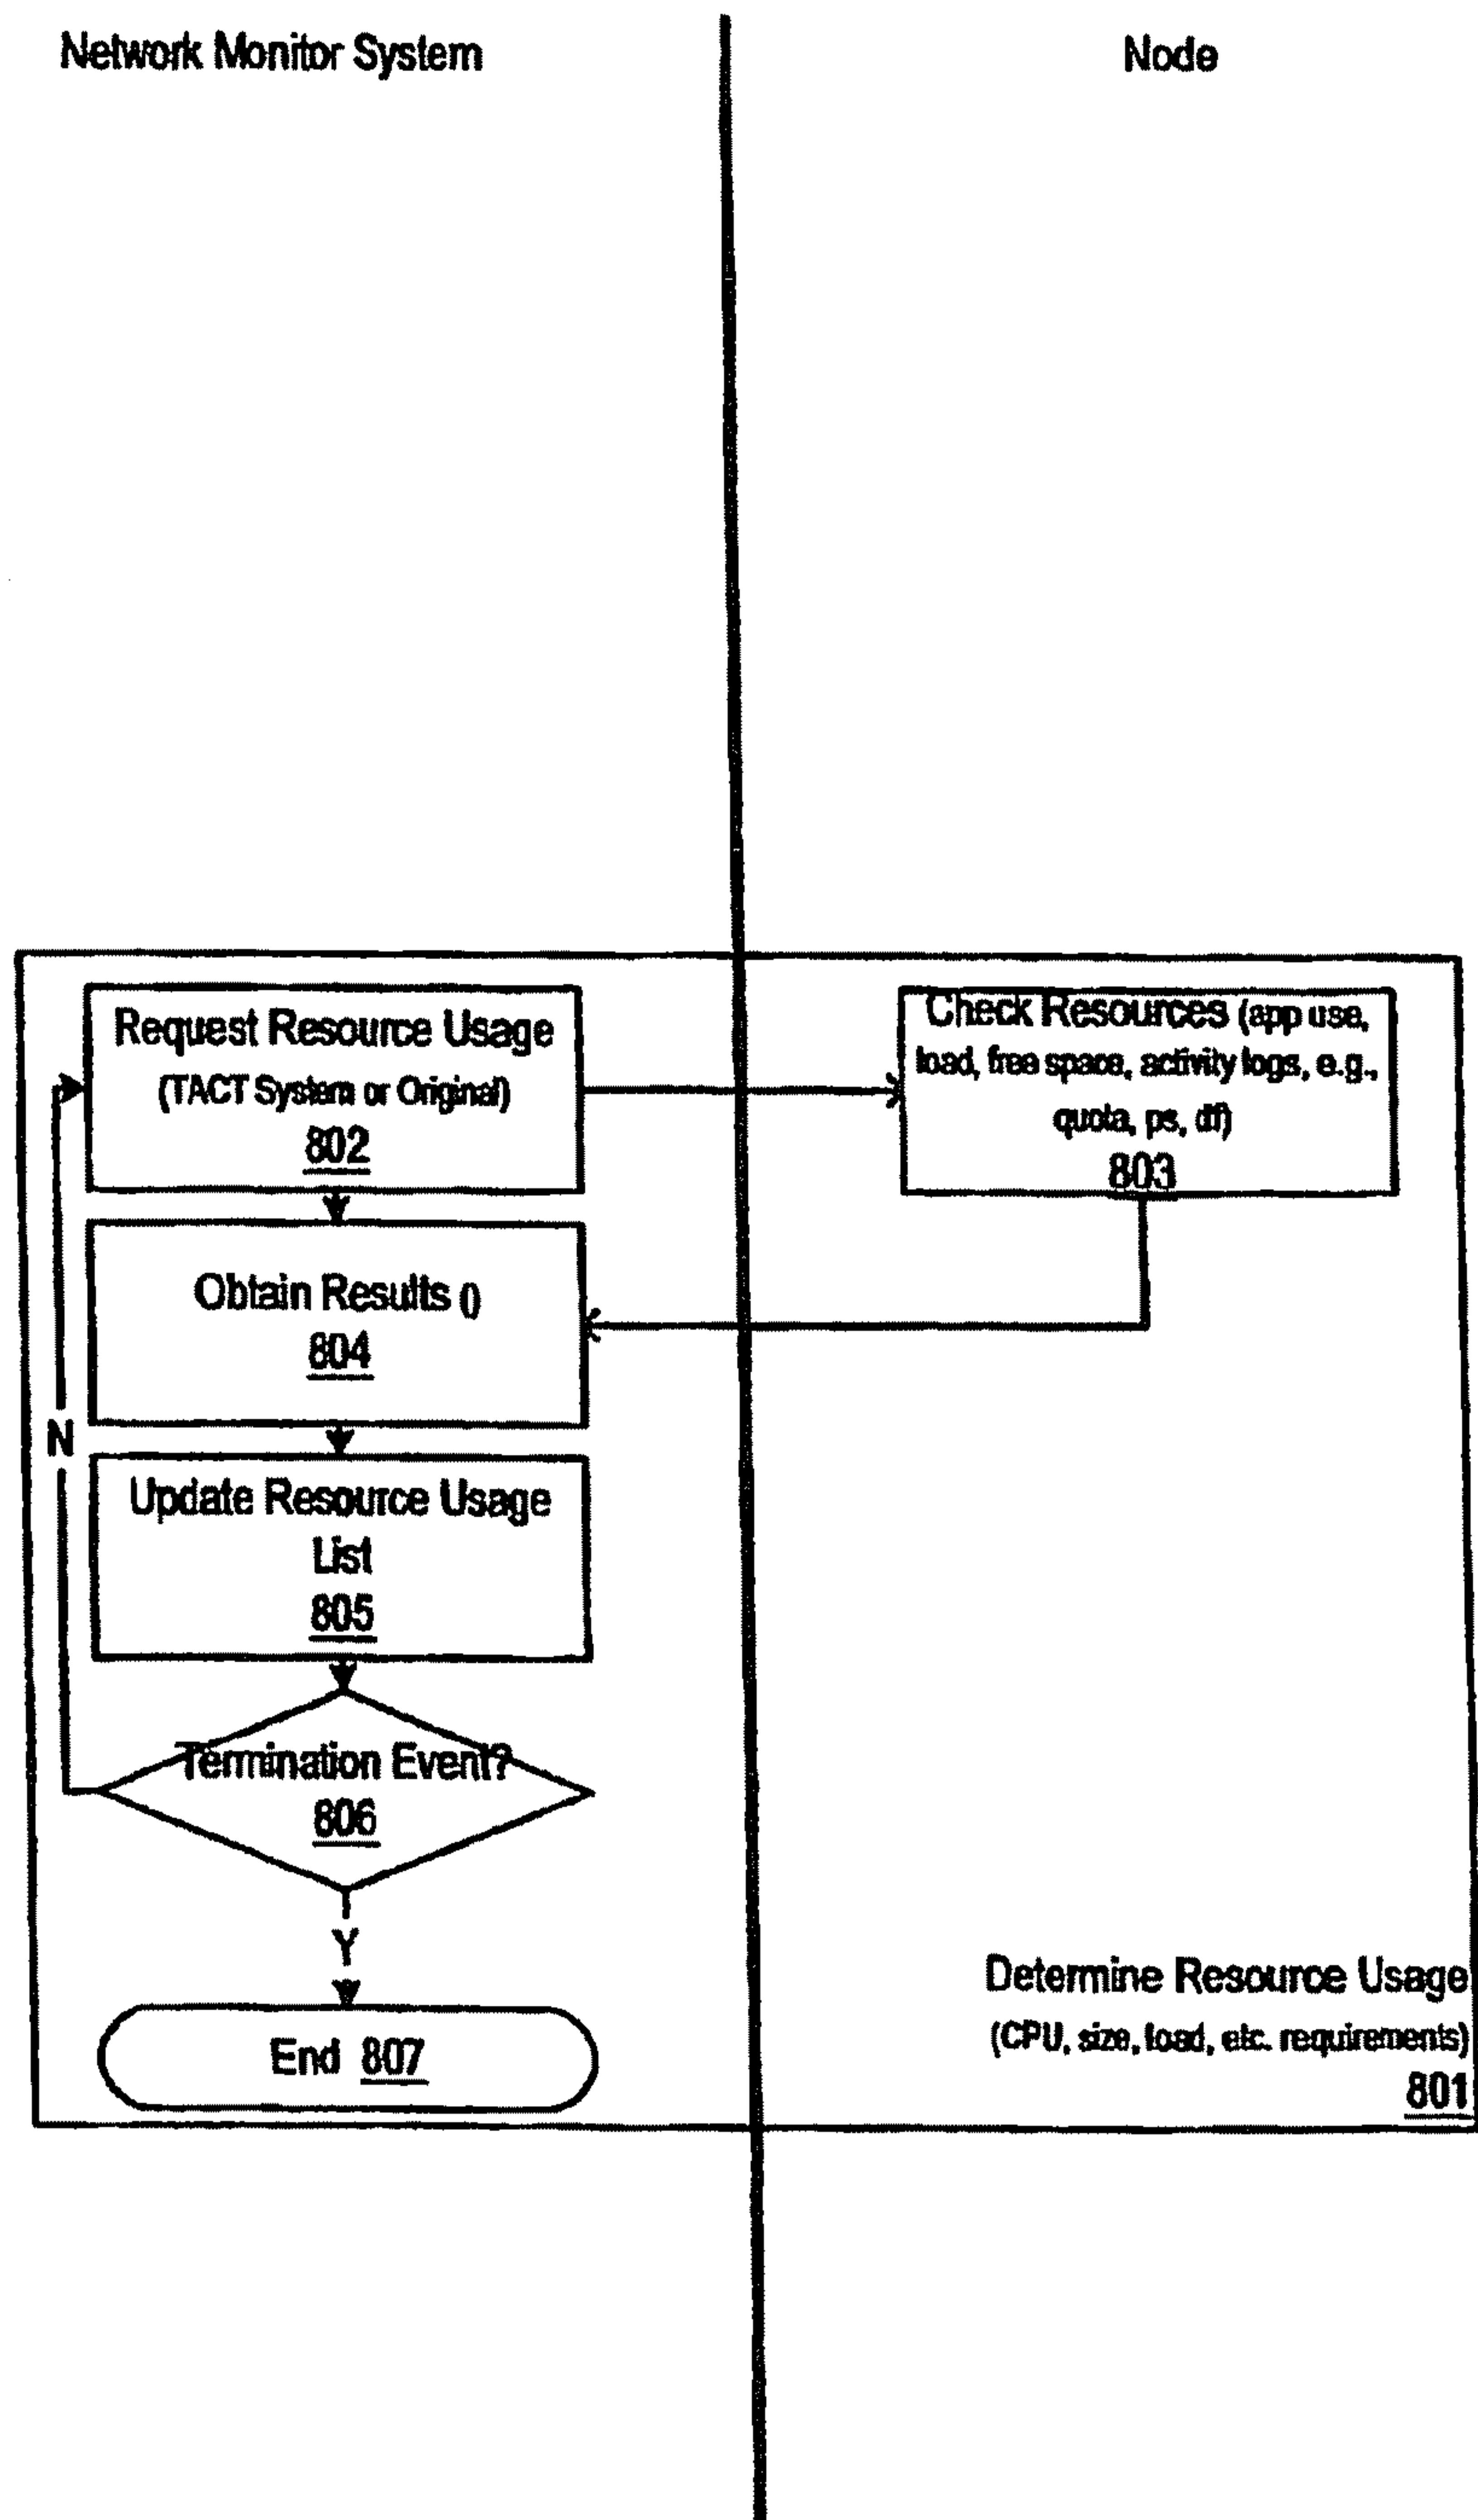 Network Monitor System
Node
Request Resource Usage
(TACT System or Original)
802
Check Resources (app use,
load, free space, activity logs, e.g.,
quota, ps, df)
803
Obtain Results ()
804
N
Update Resource Usage
List
805
Termination Event?
806
Y
End 807
Determine Resource Usage
(CPU, size, load, etc. requirements)
801